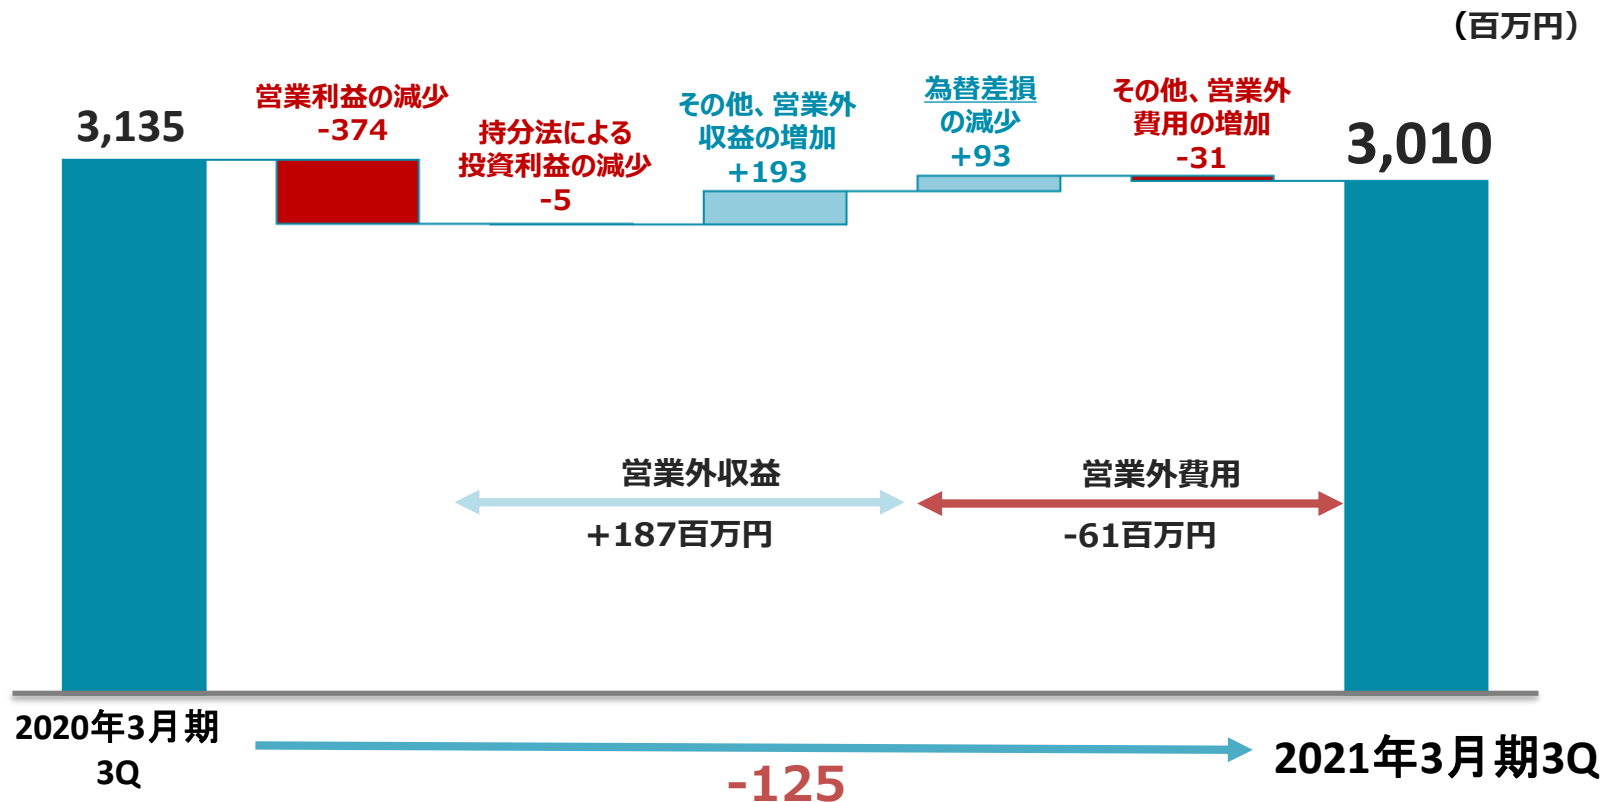 （百万円）
3,135
営業利益の減少
-374
持分法による
投資利益の減少
-5
その他、営業外
収益の増加
+193
為替差損
の減少
+93
その他、営業外
費用の増加
-31
3,010
営業外収益
+187百万円
営業外費用
-61百万円
2020年3月期
3Q
-125
2021年3月期3Q